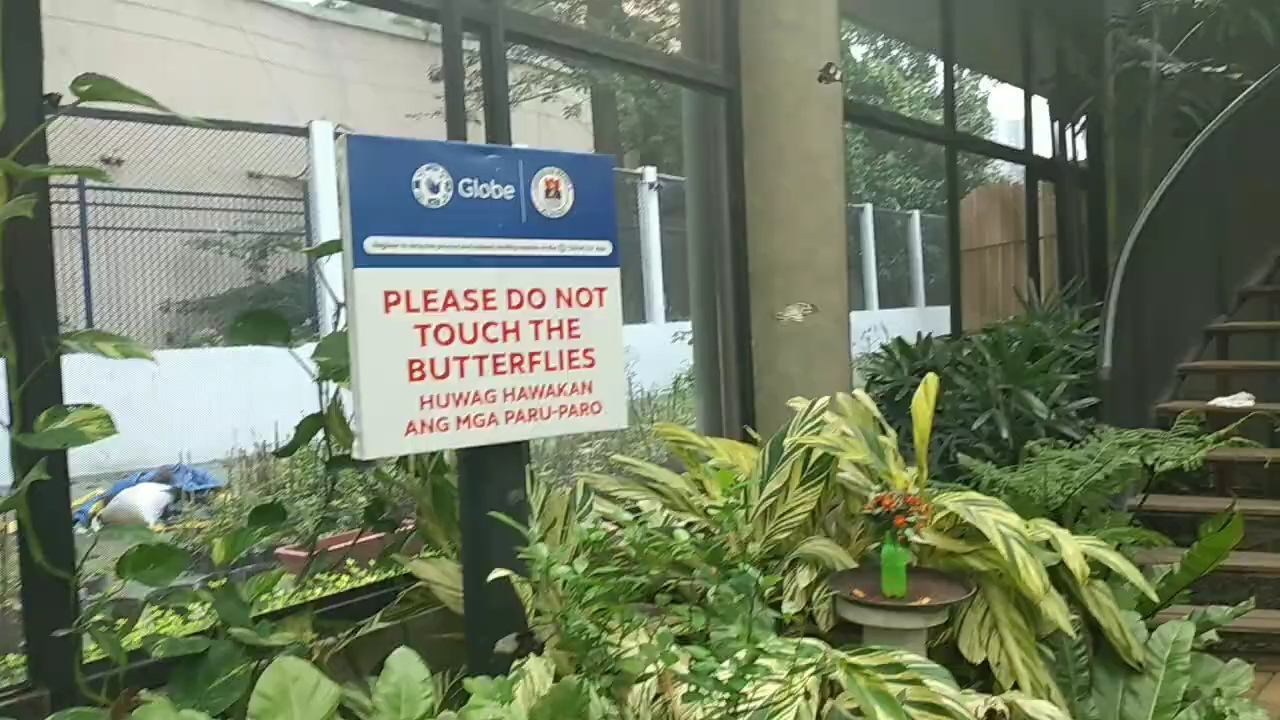 Globe
PLEASE DO NOT
TOUCH THE
BUTTERFLIES
HUWAG HAWAKAN
ANG MGA PARU-PARO